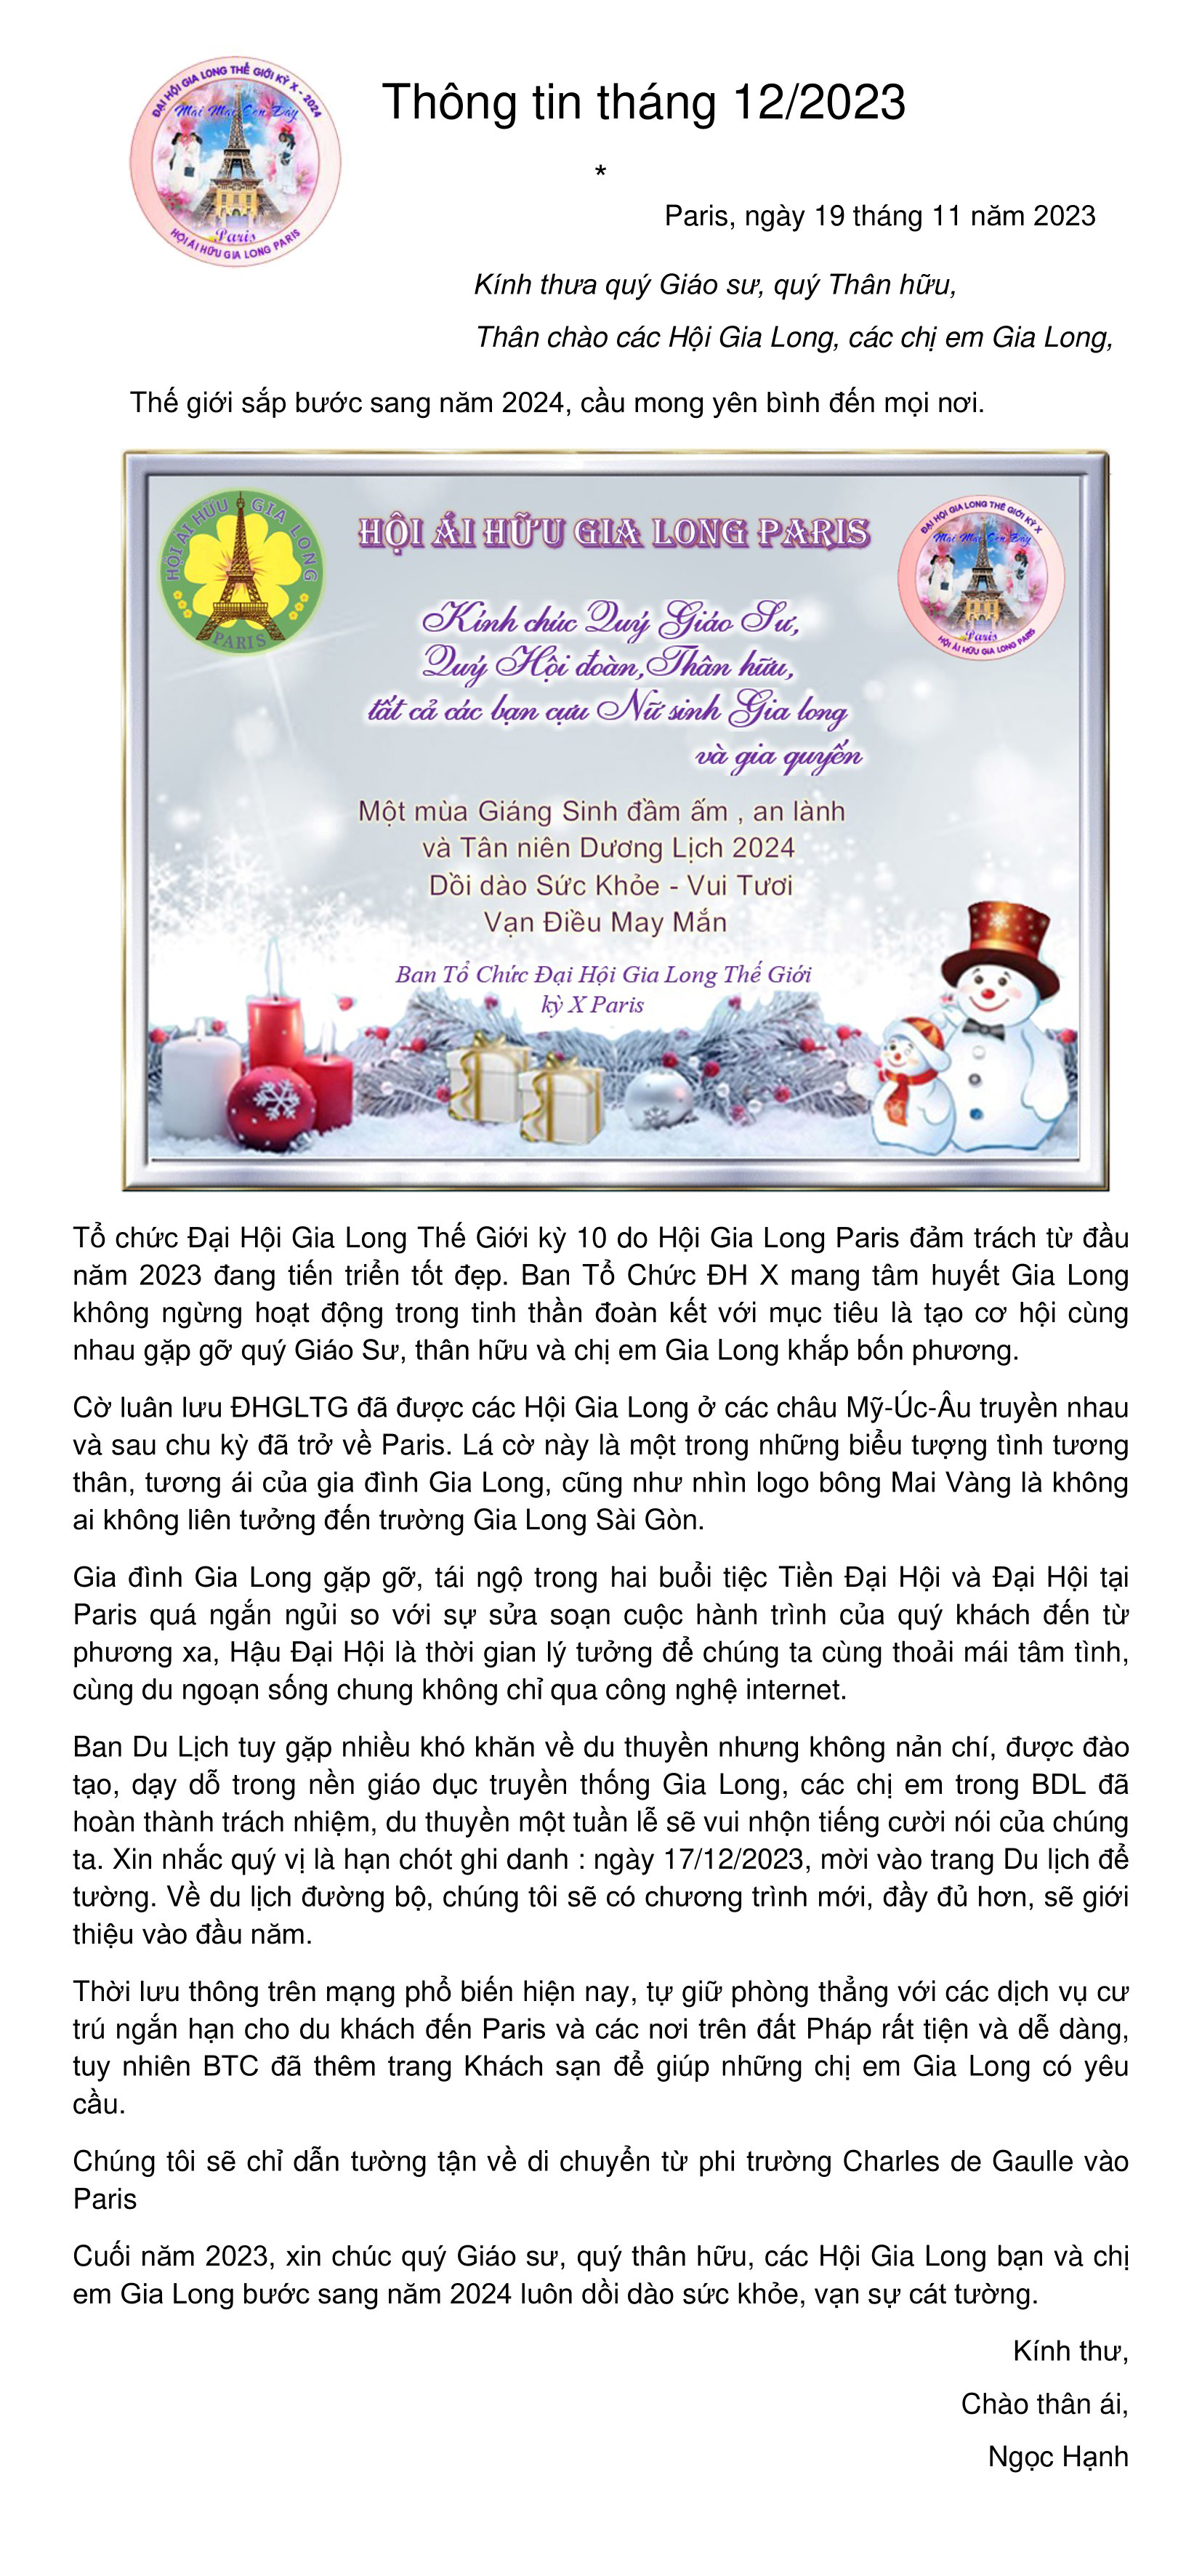 ĐẠI HỘI GIA LONG THẾ GIỚI KỲ X - 2024
Mãi Mãi Còn Đây
Paris
HỘI ÁI HỮU GIA LONG PARIS
Thông tin tháng 12/2023
*
Paris, ngày 19 tháng 11 năm 2023
Kính thưa quý Giáo sư, quý Thân hữu,
Thân chào các Hội Gia Long, các chị em Gia Long,
Thế giới sắp bước sang năm 2024, cầu mong yên bình đến mọi nơi.
HỘI ÁI HỮU GIA LONG
PARIS
HỘI ÁI HỮU GIA LONG PARIS
ĐẠI HỘI GIA LONG THẾ GIỚI KỲ X
Mãi Mãi Còn Đây
Paris
HỘI ÁI HỮU GIA LONG PARIS
Kính chúc Quý Giáo Sư,
Quý Hội đoàn,Thân hữu,
tất cả các bạn cựu Nữ sinh Gia long
và gia quyến
Một mùa Giáng Sinh đầm ấm , an lành
và Tân niên Dương Lịch 2024
Dồi dào Sức Khỏe - Vui Tươi
Vạn Điều May Mắn
Ban Tổ Chức Đại Hội Gia Long Thế Giới
kỳ X Paris
Tổ chức Đại Hội Gia Long Thế Giới kỳ 10 do Hội Gia Long Paris đảm trách từ đầu
năm 2023 đang tiến triển tốt đẹp. Ban Tổ Chức ĐH X mang tâm huyết Gia Long
không ngừng hoạt động trong tinh thần đoàn kết với mục tiêu là tạo cơ hội cùng
nhau gặp gỡ quý Giáo Sư, thân hữu và chị em Gia Long khắp bốn phương.
Cờ luân lưu ĐHGLTG đã được các Hội Gia Long ở các châu Mỹ-Úc-Âu truyền nhau
và sau chu kỳ đã trở về Paris. Lá cờ này là một trong những biểu tượng tình tương
thân, tương ái của gia đình Gia Long, cũng như nhìn logo bông Mai Vàng là không
ai không liên tưởng đến trường Gia Long Sài Gòn.
Gia đình Gia Long gặp gỡ, tái ngộ trong hai buổi tiệc Tiền Đại Hội và Đại Hội tại
Paris quá ngắn ngủi so với sự sửa soạn cuộc hành trình của quý khách đến từ
phương xa, Hậu Đại Hội là thời gian lý tưởng để chúng ta cùng thoải mái tâm tình,
cùng du ngoạn sống chung không chỉ qua công nghệ internet.
Ban Du Lịch tuy gặp nhiều khó khăn về du thuyền nhưng không nản chí, được đào
tạo, dạy dỗ trong nền giáo dục truyền thống Gia Long, các chị em trong BDL đã
hoàn thành trách nhiệm, du thuyền một tuần lễ sẽ vui nhộn tiếng cười nói của chúng
ta. Xin nhắc quý vị là hạn chót ghi danh : ngày 17/12/2023, mời vào trang Du lịch để
tường. Về du lịch đường bộ, chúng tôi sẽ có chương trình mới, đầy đủ hơn, sẽ giới
thiệu vào đầu năm.
Thời lưu thông trên mạng phổ biến hiện nay, tự giữ phòng thẳng với các dịch vụ cư
trú ngắn hạn cho du khách đến Paris và các nơi trên đất Pháp rất tiện và dễ dàng,
tuy nhiên BTC đã thêm trang Khách sạn để giúp những chị em Gia Long có yêu
cầu.
Chúng tôi sẽ chỉ dẫn tường tận về di chuyển từ phi trường Charles de Gaulle vào
Paris
Cuối năm 2023, xin chúc quý Giáo sư, quý thân hữu, các Hội Gia Long bạn và chị
em Gia Long bước sang năm 2024 luôn dồi dào sức khỏe, vạn sự cát tường.
Kính thư,
Chào thân ái,
Ngọc Hạnh